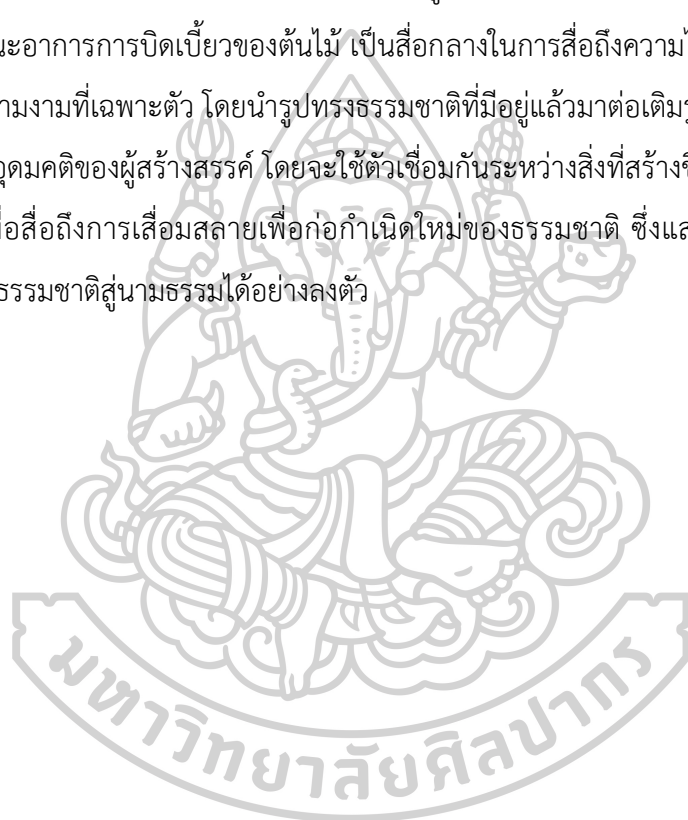 นะอาการการบิดเบี้ยวของต้นไม้ เป็นสื่อกลางในการสื่อถึงความ
ามงามที่เฉพาะตัว โดยนำรูปทรงธรรมชาติที่มีอยู่แล้วมาต่อเติม
อุดมคติของผู้สร้างสรรค์ โดยจะใช้ตัวเชื่อมกันระหว่างสิ่งที่สร้าง
ื่อสื่อถึงการเสื่อมสลายเพื่อก่อกำเนิดใหม่ของธรรมชาติ ซึ่งแส
ธรรมชาติสู่นามธรรมได้อย่างลงตัว
มหาวิทยาลัยศิลปากร